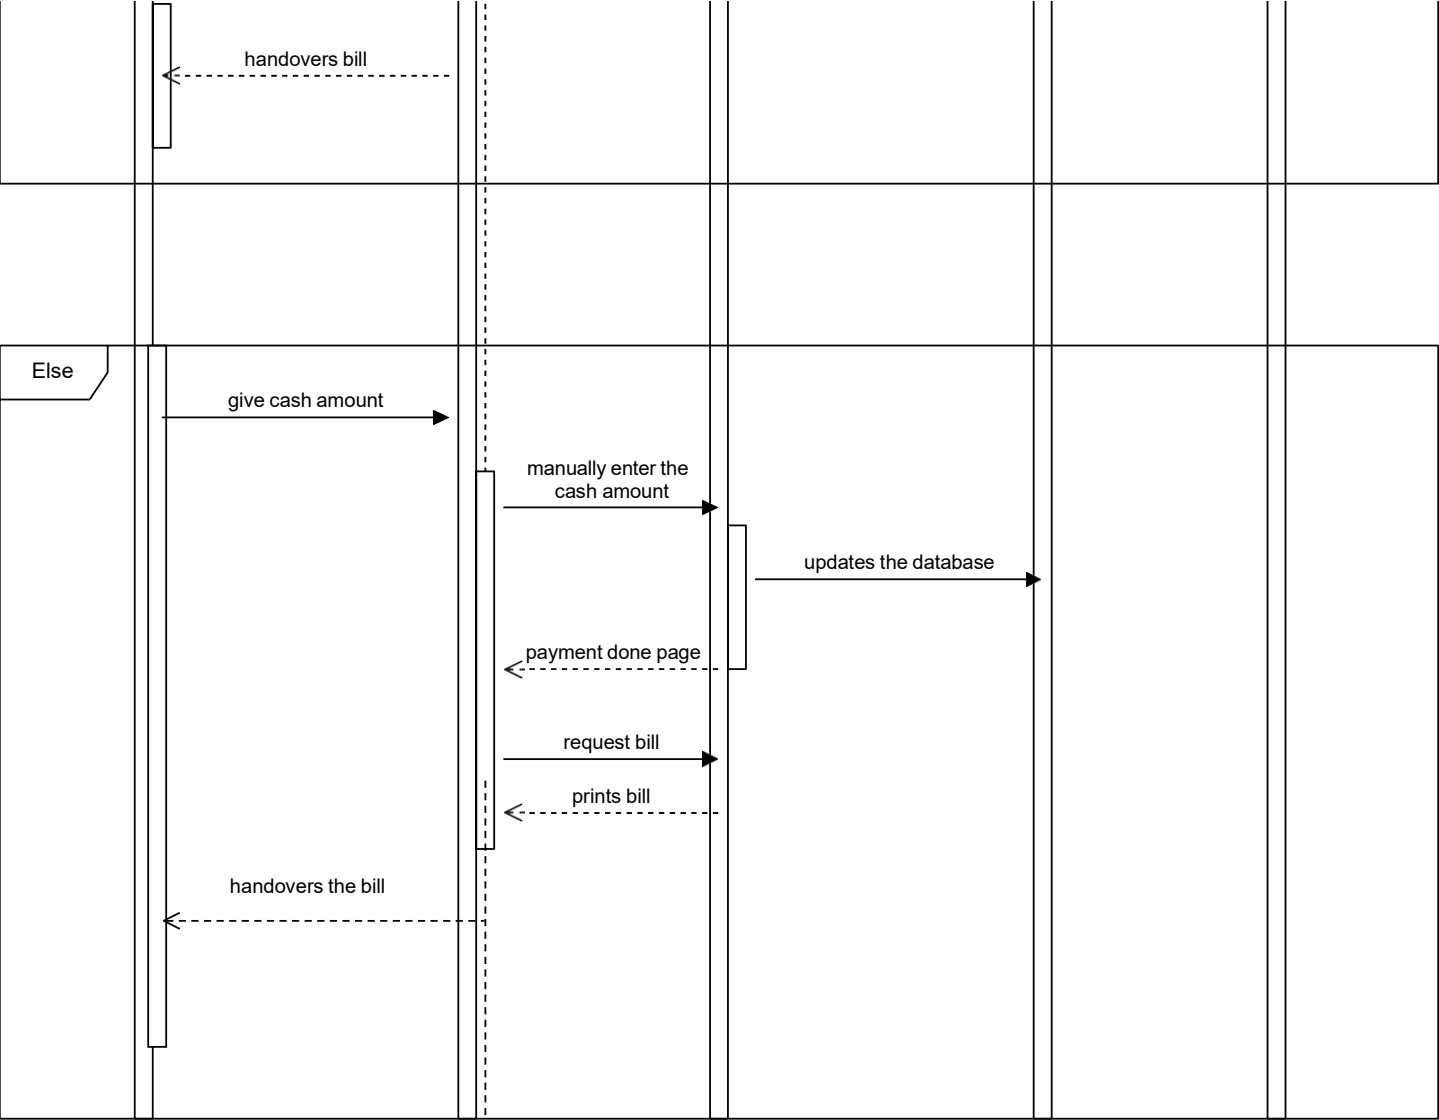 handovers bill
Else
give cash amount
manually enter the
cash amount
updates the database
payment done page
request bill
prints bill
handovers the bill